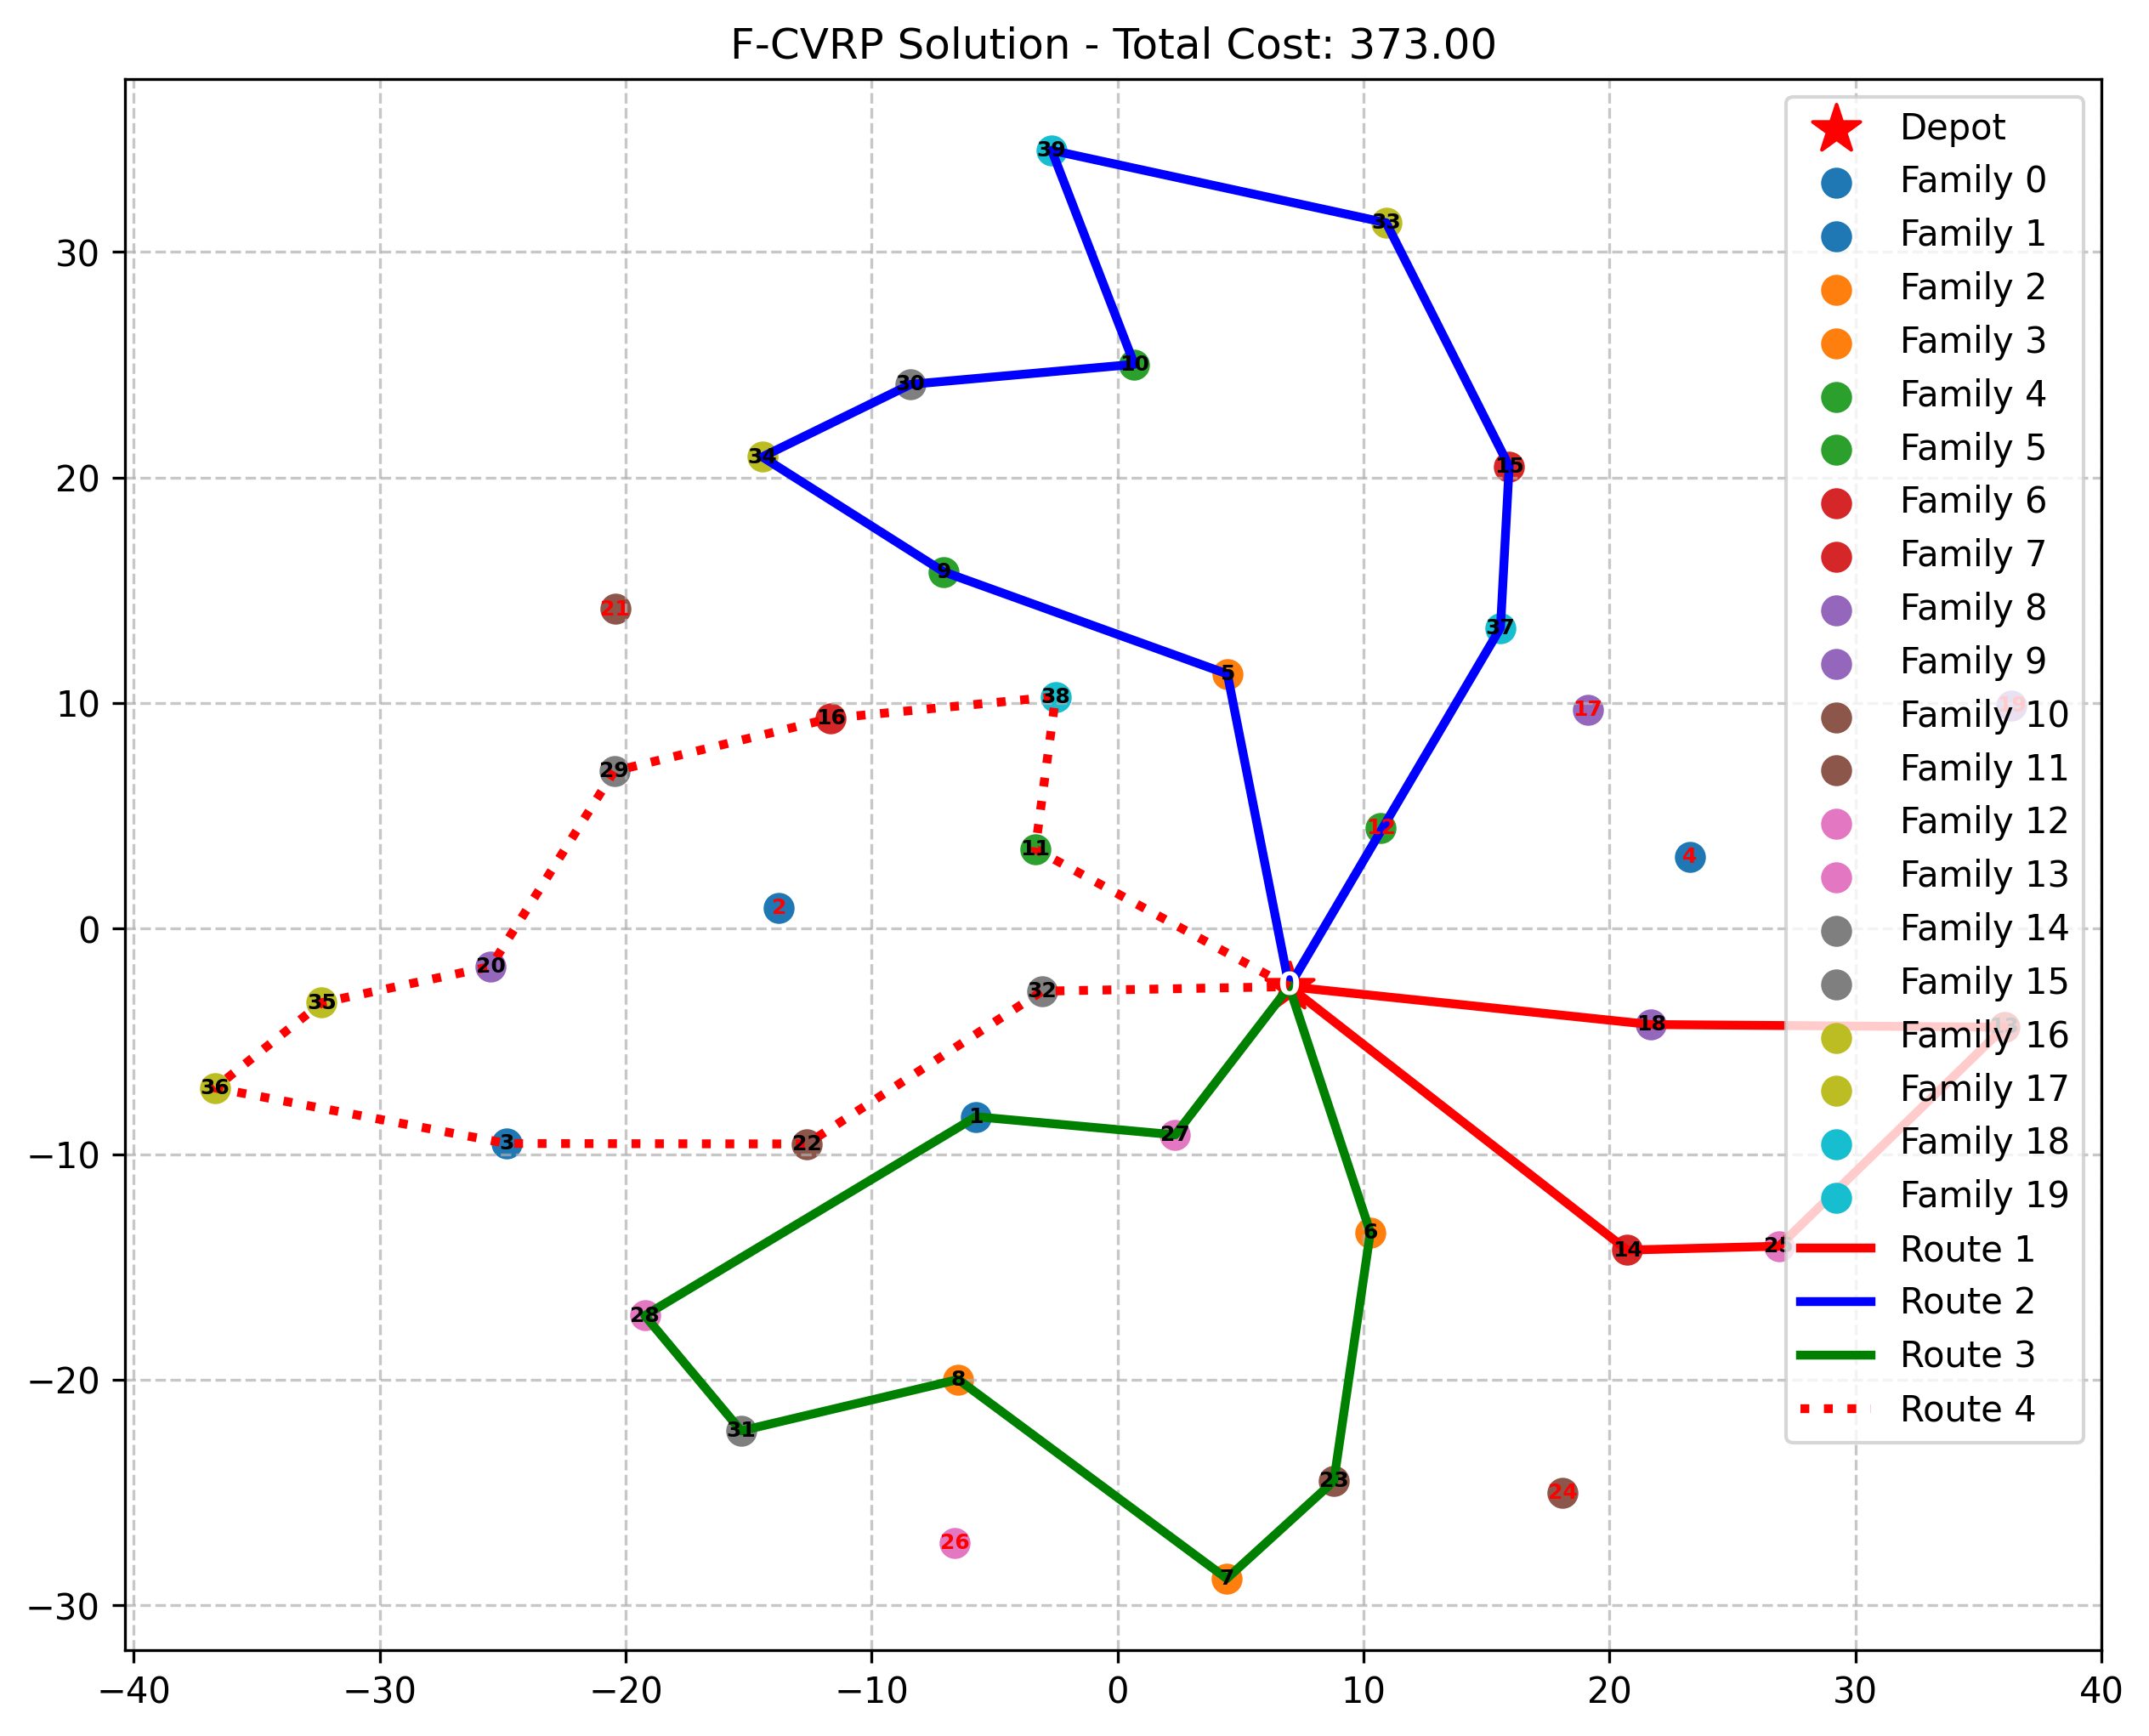 F-CVRP Solution - Total Cost: 373.00
39
33
10
30
34
15
9
21
37
5
38
16
17
19
29
12
11
4
2
20
0
32
35
18
13
36
1
27
3
22
6
14
25
28
8
31
23
24
26
7
30
20
10
0
−10
−20
−30
−40
−30
−20
−10
0
10
20
30
40
Depot
Family 0
Family 1
Family 2
Family 3
Family 4
Family 5
Family 6
Family 7
Family 8
Family 9
Family 10
Family 11
Family 12
Family 13
Family 14
Family 15
Family 16
Family 17
Family 18
Family 19
Route 1
Route 2
Route 3
Route 4